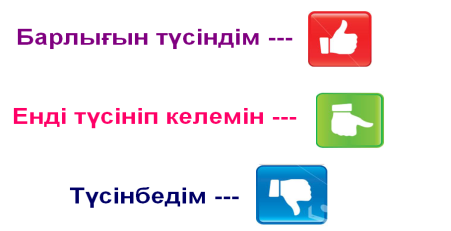 Барлығын түсіндім ---
Енді түсініп келемін ---
Түсінбедім ---